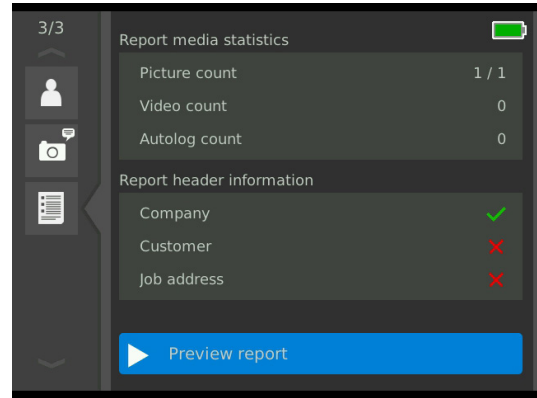 3/3
Report media statistics
Picture count 1 / 1
Video count 0
Autolog count 0
Report header information
Company
Customer
Job address
Preview report